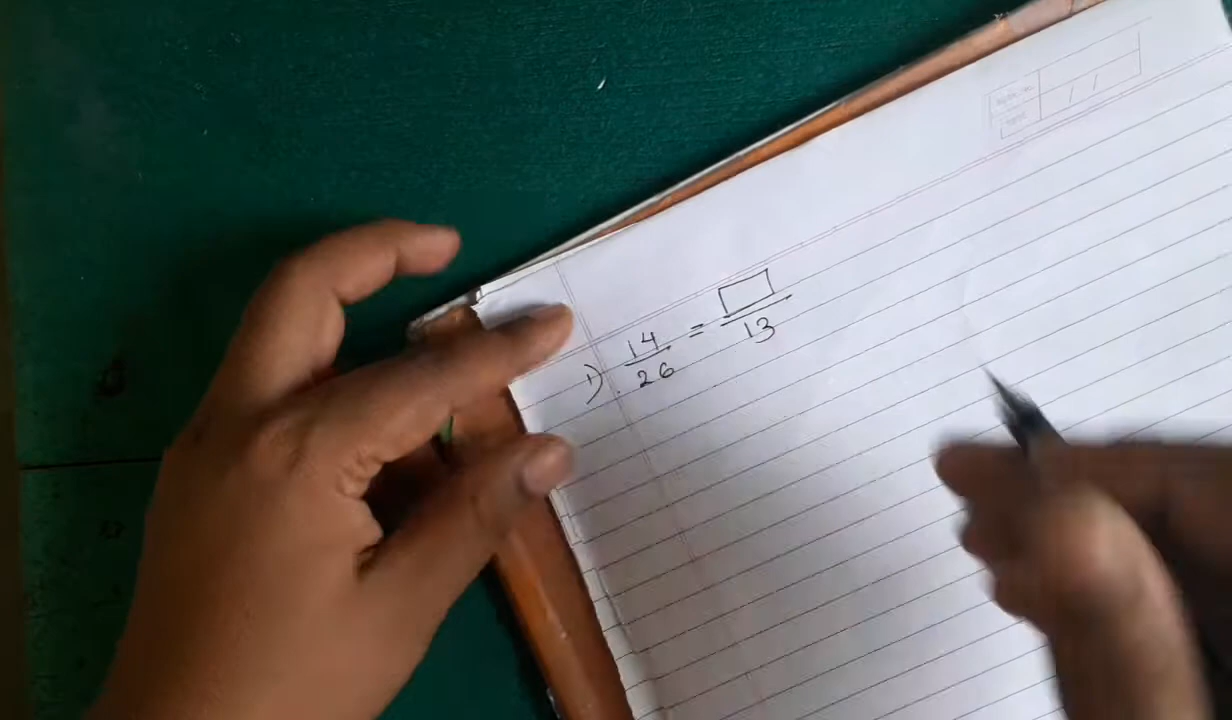 1). 14/26 = □/13